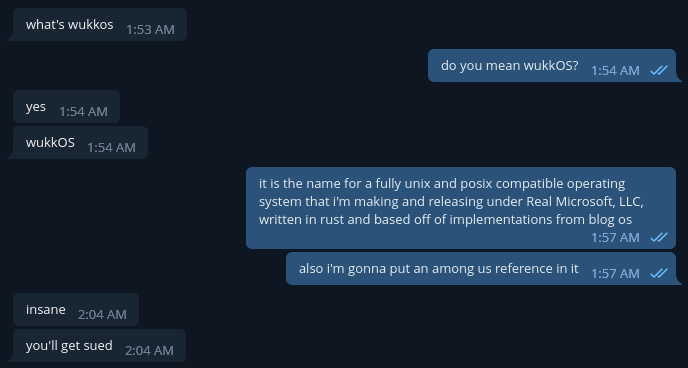 what's wukkos 1:53 AM
do you mean wukkOS? 1:54 AM
yes 1:54 AM
wukkOS 1:54 AM
it is the name for a fully unix and posix compatible operating
system that i'm making and releasing under Real Microsoft, LLC,
written in rust and based off of implementations from blog os
1:57 AM
also i'm gonna put an among us reference in it 1:57 AM
insane 2:04 AM
you'll get sued 2:04 AM